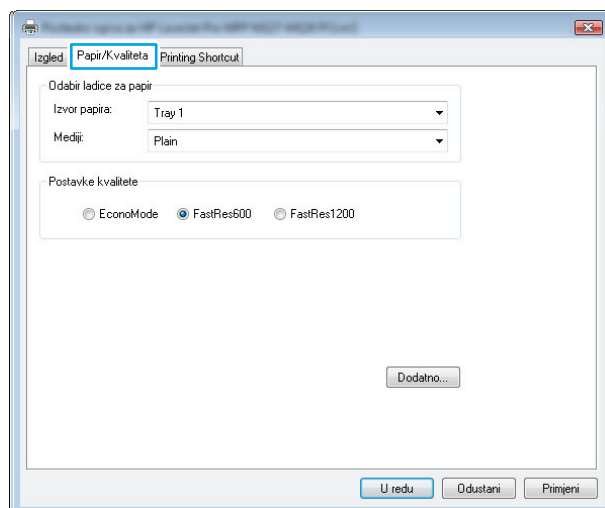 Izgled Papir/Kvaliteta Printing Shortcut
Odabir ladice za papir
Izvor papira: Tray 1
Mediji: Plain
Postavke kvalitete
EconoMode FastRes600 FastRes1200
Dodatno...
U redu Odustani Primjeni